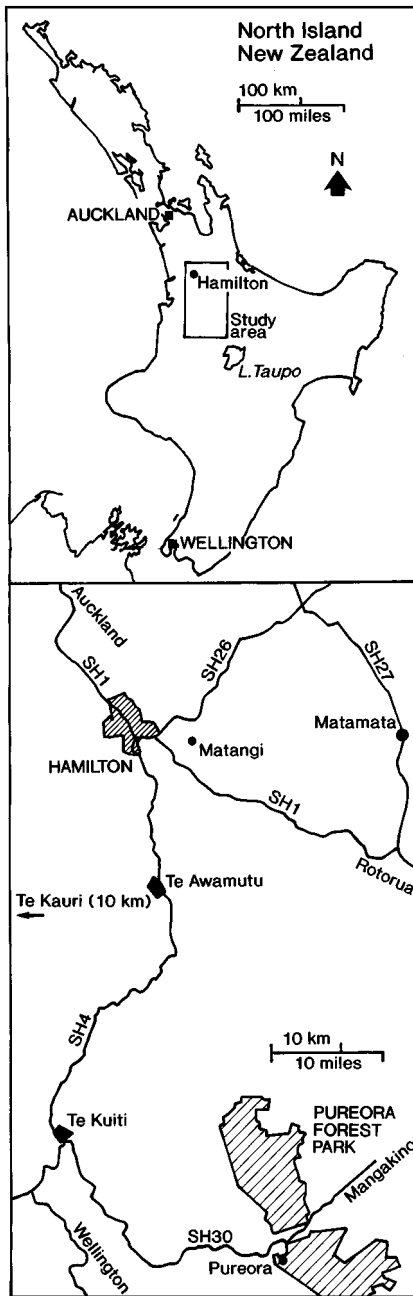 North Island
New Zealand
100 km
100 miles
N
AUCKLAND
Hamilton
Study
area
L.Taupo
WELLINGTON
Auckland
SH1
SH26
SH27
Matamata
Matangi
HAMILTON
SH1
Rotorua
Te Awamutu
Te Kauri (10 km)
SH4
10 km
10 miles
Te Kuiti
PUREORA
FOREST
PARK
Mangakino
Wellington
SH30
Pureora